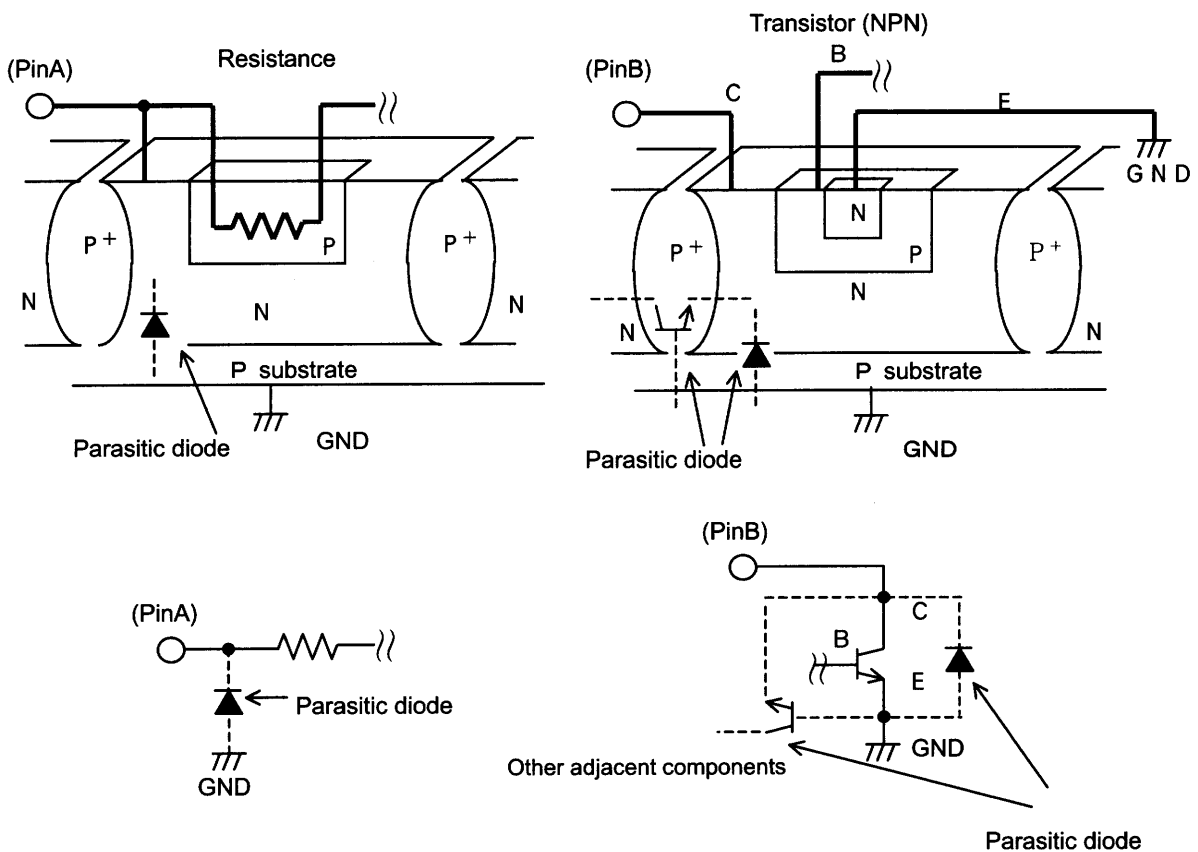 Resistance
(PinA)
P+
P
P+
N
N
N
P substrate
GND
Parasitic diode
Transistor (NPN)
B
(PinB)
C
E
GND
N
P+
P
P+
N
N
N
P substrate
GND
Parasitic diode
(PinA)
Parasitic diode
GND
(PinB)
C
B
E
GND
Other adjacent components
Parasitic diode